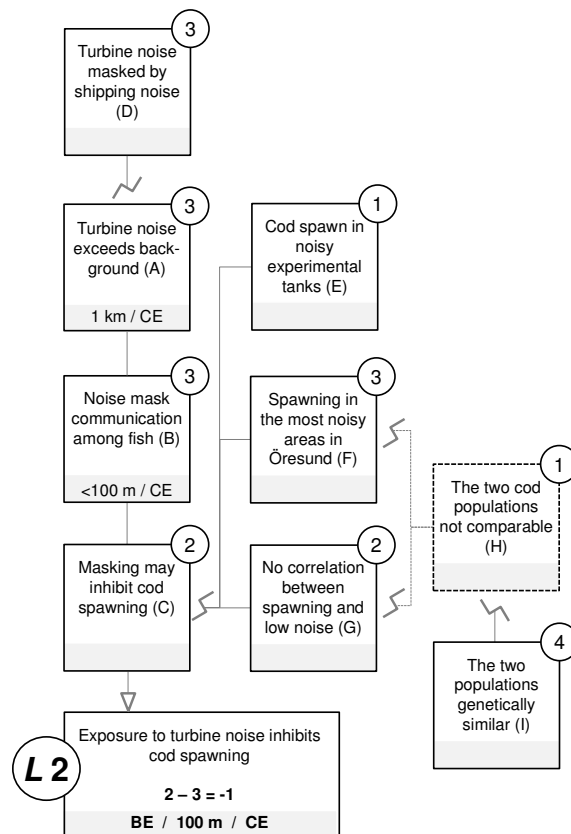 3
Turbine noise
masked by
shipping noise
(D)
3
Turbine noise
exceeds back-
ground (A)
1 km / CE
1
Cod spawn in
noisy
experimental
tanks (E)
3
Noise mask
communication
among fish (B)
<100 m / CE
3
Spawning in
the most noisy
areas in
Öresund (F)
1
The two cod
populations
not comparable
(H)
2
Masking may
inhibit cod
spawning (C)
2
No correlation
between
spawning and
low noise (G)
4
The two
populations
genetically
similar (I)
L 2
Exposure to turbine noise inhibits
cod spawning
2 – 3 = -1
BE / 100 m / CE